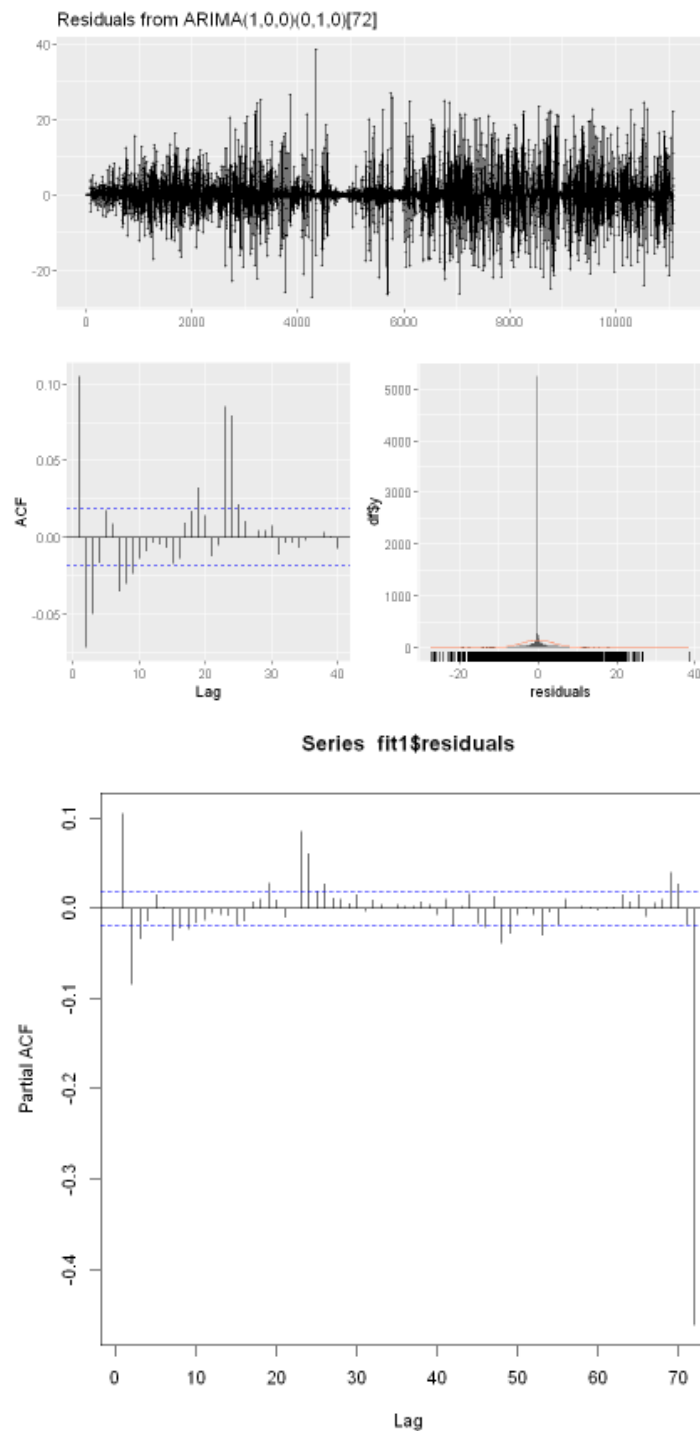 Residuals from ARIMA(1,0,0)(0,1,0)[72]
40
20
0
-20
0 2000 4000 6000 8000 10000
0.10
0.05
0.00
-0.05
ACF
0 10 20 30 40
Lag
5000
4000
3000
2000
1000
0
df$y
-20 0 20 40
residuals
Series fit1$residuals
0.1
0.0
-0.1
-0.2
-0.3
-0.4
Partial ACF
0 10 20 30 40 50 60 70
Lag